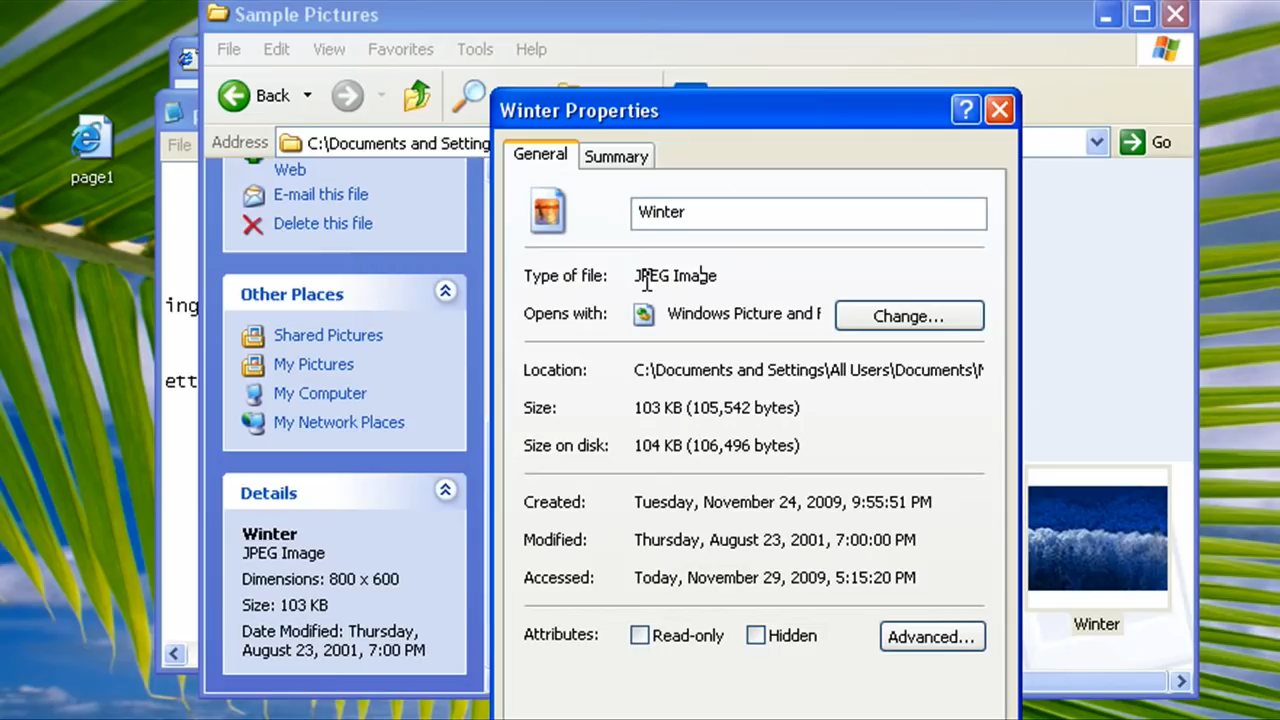 Sample Pictures
File Edit View Favorites Tools Help
Back
Address C:\Documents and Setting
Go
page1
File
ing
ett
Web
E-mail this file
Delete this file
Other Places
Shared Pictures
My Pictures
My Computer
My Network Places
Details
Winter
JPEG Image
Dimensions: 800 x 600
Size: 103 KB
Date Modified: Thursday,
August 23, 2001, 7:00 PM
Winter Properties
General Summary
Winter
Type of file: JPEG Image
Opens with: Windows Picture and F Change...
Location: C:\Documents and Settings\All Users\Documents\M
Size: 103 KB (105,542 bytes)
Size on disk: 104 KB (106,496 bytes)
Created: Tuesday, November 24, 2009, 9:55:51 PM
Modified: Thursday, August 23, 2001, 7:00:00 PM
Accessed: Today, November 29, 2009, 5:15:20 PM
Attributes: Read-only Hidden Advanced...
Winter